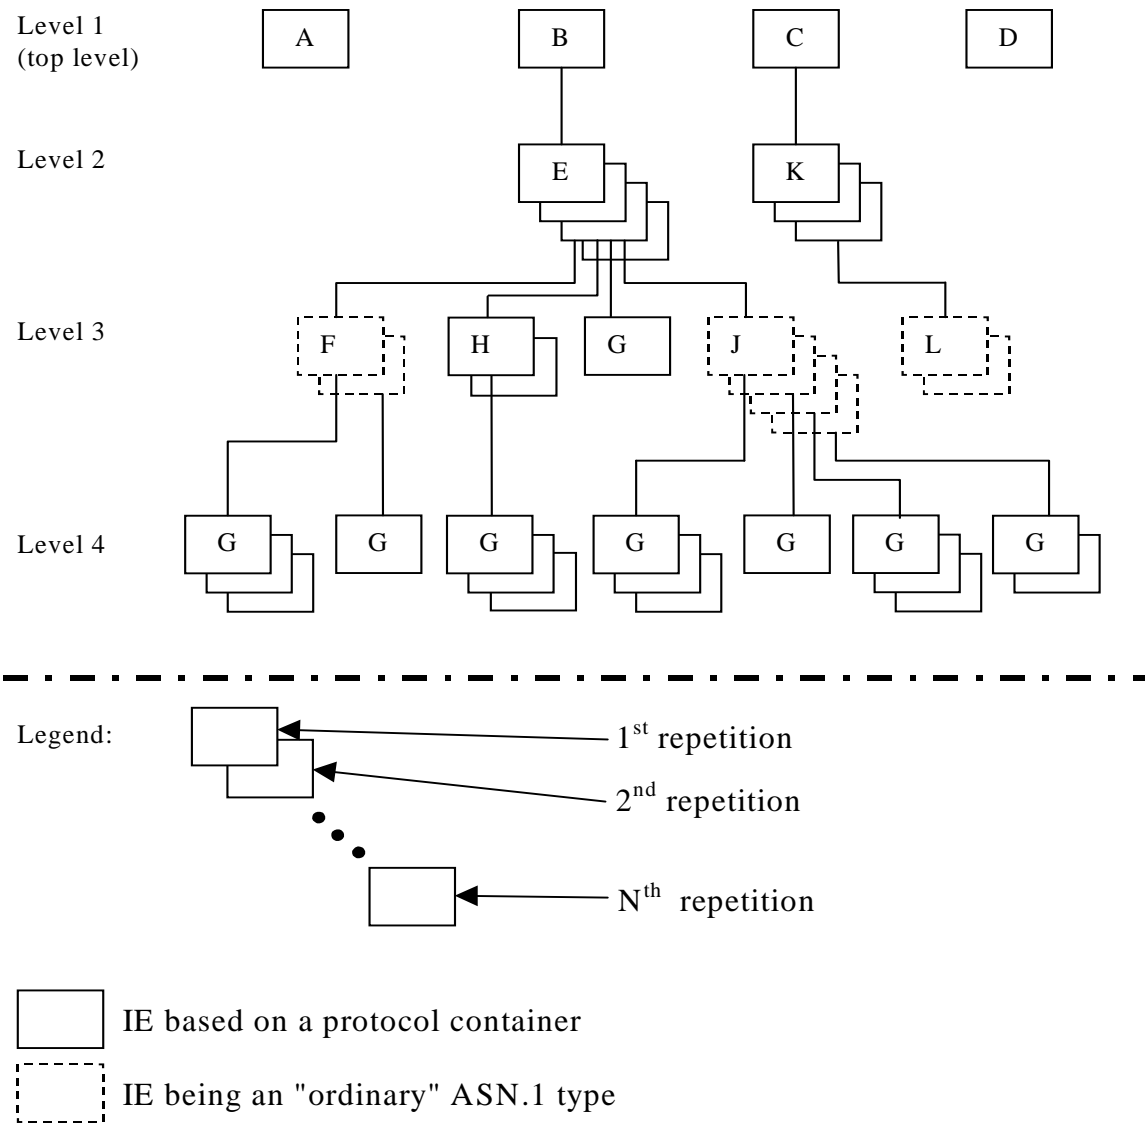 Level 1
(top level)
A
B
C
D
Level 2
E
K
Level 3
F
H
G
J
L
Level 4
G
G
G
G
G
G
G
Legend:
1st repetition
2nd repetition
Nth repetition
IE based on a protocol container
IE being an "ordinary" ASN.1 type